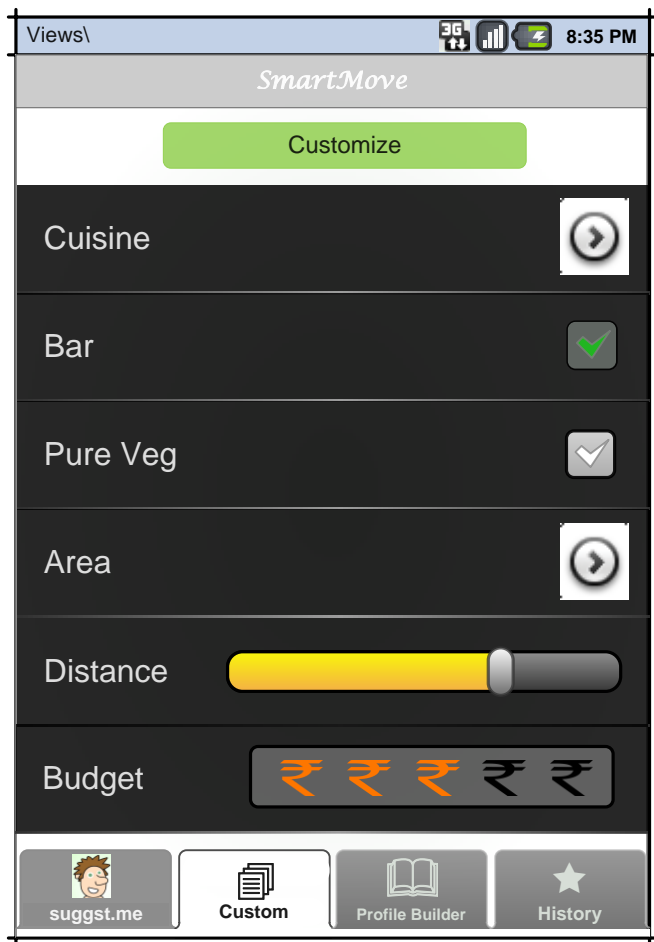 Views\
3G
8:35 PM
SmartMove
Customize
Cuisine
Bar
Pure Veg
Area
Distance
Budget ₹ ₹ ₹ ₹ ₹
suggst.me
Custom
Profile Builder
History